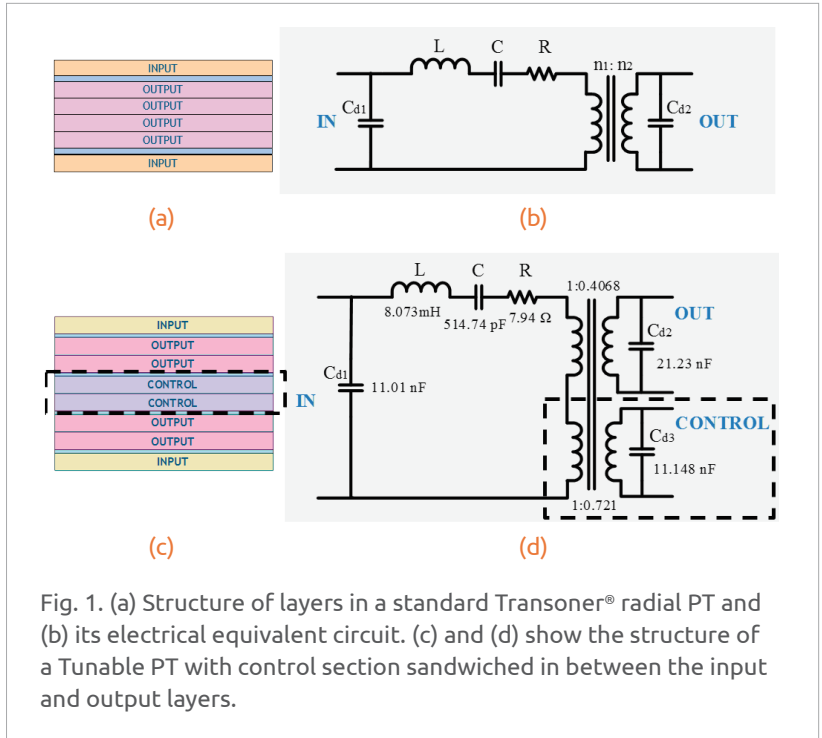 INPUT
OUTPUT
OUTPUT
OUTPUT
OUTPUT
INPUT
(a)
L
C
R
n1: n2
Cd1
IN
Cd2
OUT
(b)
INPUT
OUTPUT
OUTPUT
CONTROL
CONTROL
OUTPUT
OUTPUT
INPUT
(c)
L
C
R
1:0.4068
8.073mH
514.74 pF
7.94 Ω
OUT
Cd2
21.23 nF
Cd1
11.01 nF
IN
CONTROL
Cd3
11.148 nF
1:0.721
(d)
Fig. 1. (a) Structure of layers in a standard Transoner® radial PT and
(b) its electrical equivalent circuit. (c) and (d) show the structure of
a Tunable PT with control section sandwiched in between the input
and output layers.